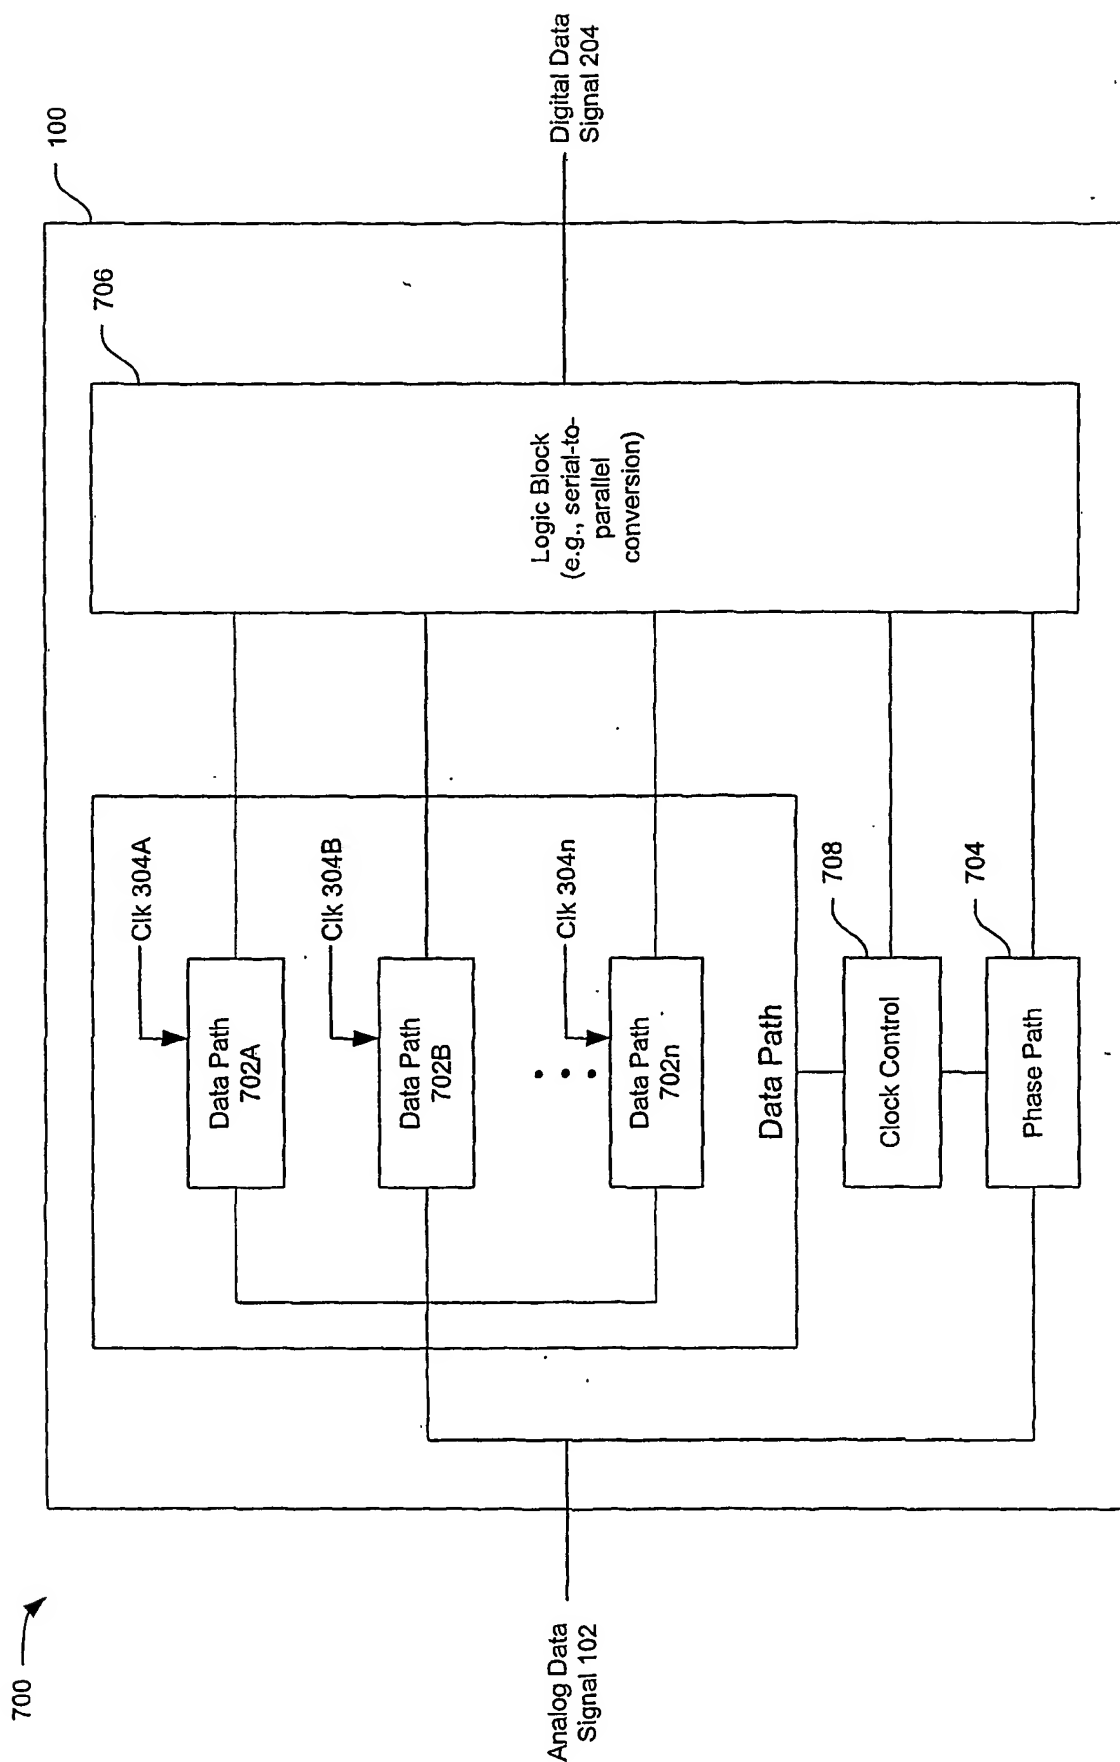 700
100
706
Clk 304A
Data Path
702A
Clk 304B
Data Path
702B
Clk 304n
Data Path
702n
Data Path
708
Clock Control
704
Phase Path
Logic Block
(e.g., serial-to-
parallel
conversion)
Analog Data
Signal 102
Digital Data
Signal 204